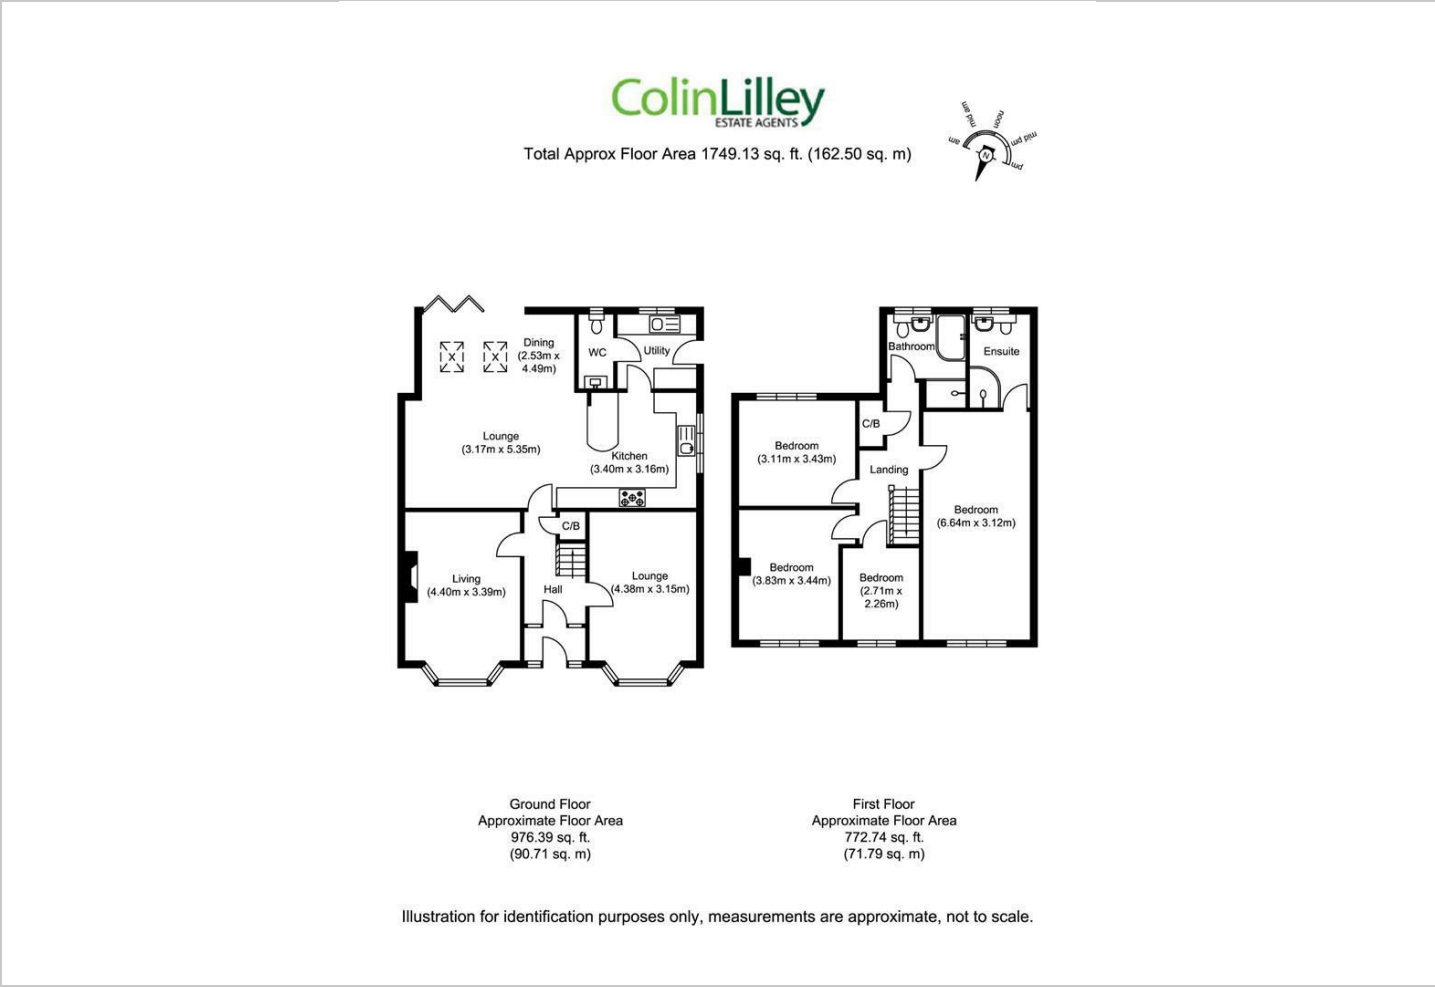 ColinLilley
ESTATE AGENTS
Total Approx Floor Area 1749.13 sq. ft. (162.50 sq. m)
am
mid am
noon
mid pm
pm
N
Dining
(2.53m x
4.49m)
WC
Utility
Lounge
(3.17m x 5.35m)
Kitchen
(3.40m x 3.16m)
C/B
Living
(4.40m x 3.39m)
Hall
Lounge
(4.38m x 3.15m)
Bathroom
Ensuite
C/B
Bedroom
(3.11m x 3.43m)
Landing
Bedroom
(6.64m x 3.12m)
Bedroom
(3.83m x 3.44m)
Bedroom
(2.71m x
2.26m)
Ground Floor
Approximate Floor Area
976.39 sq. ft.
(90.71 sq. m)
First Floor
Approximate Floor Area
772.74 sq. ft.
(71.79 sq. m)
Illustration for identification purposes only, measurements are approximate, not to scale.